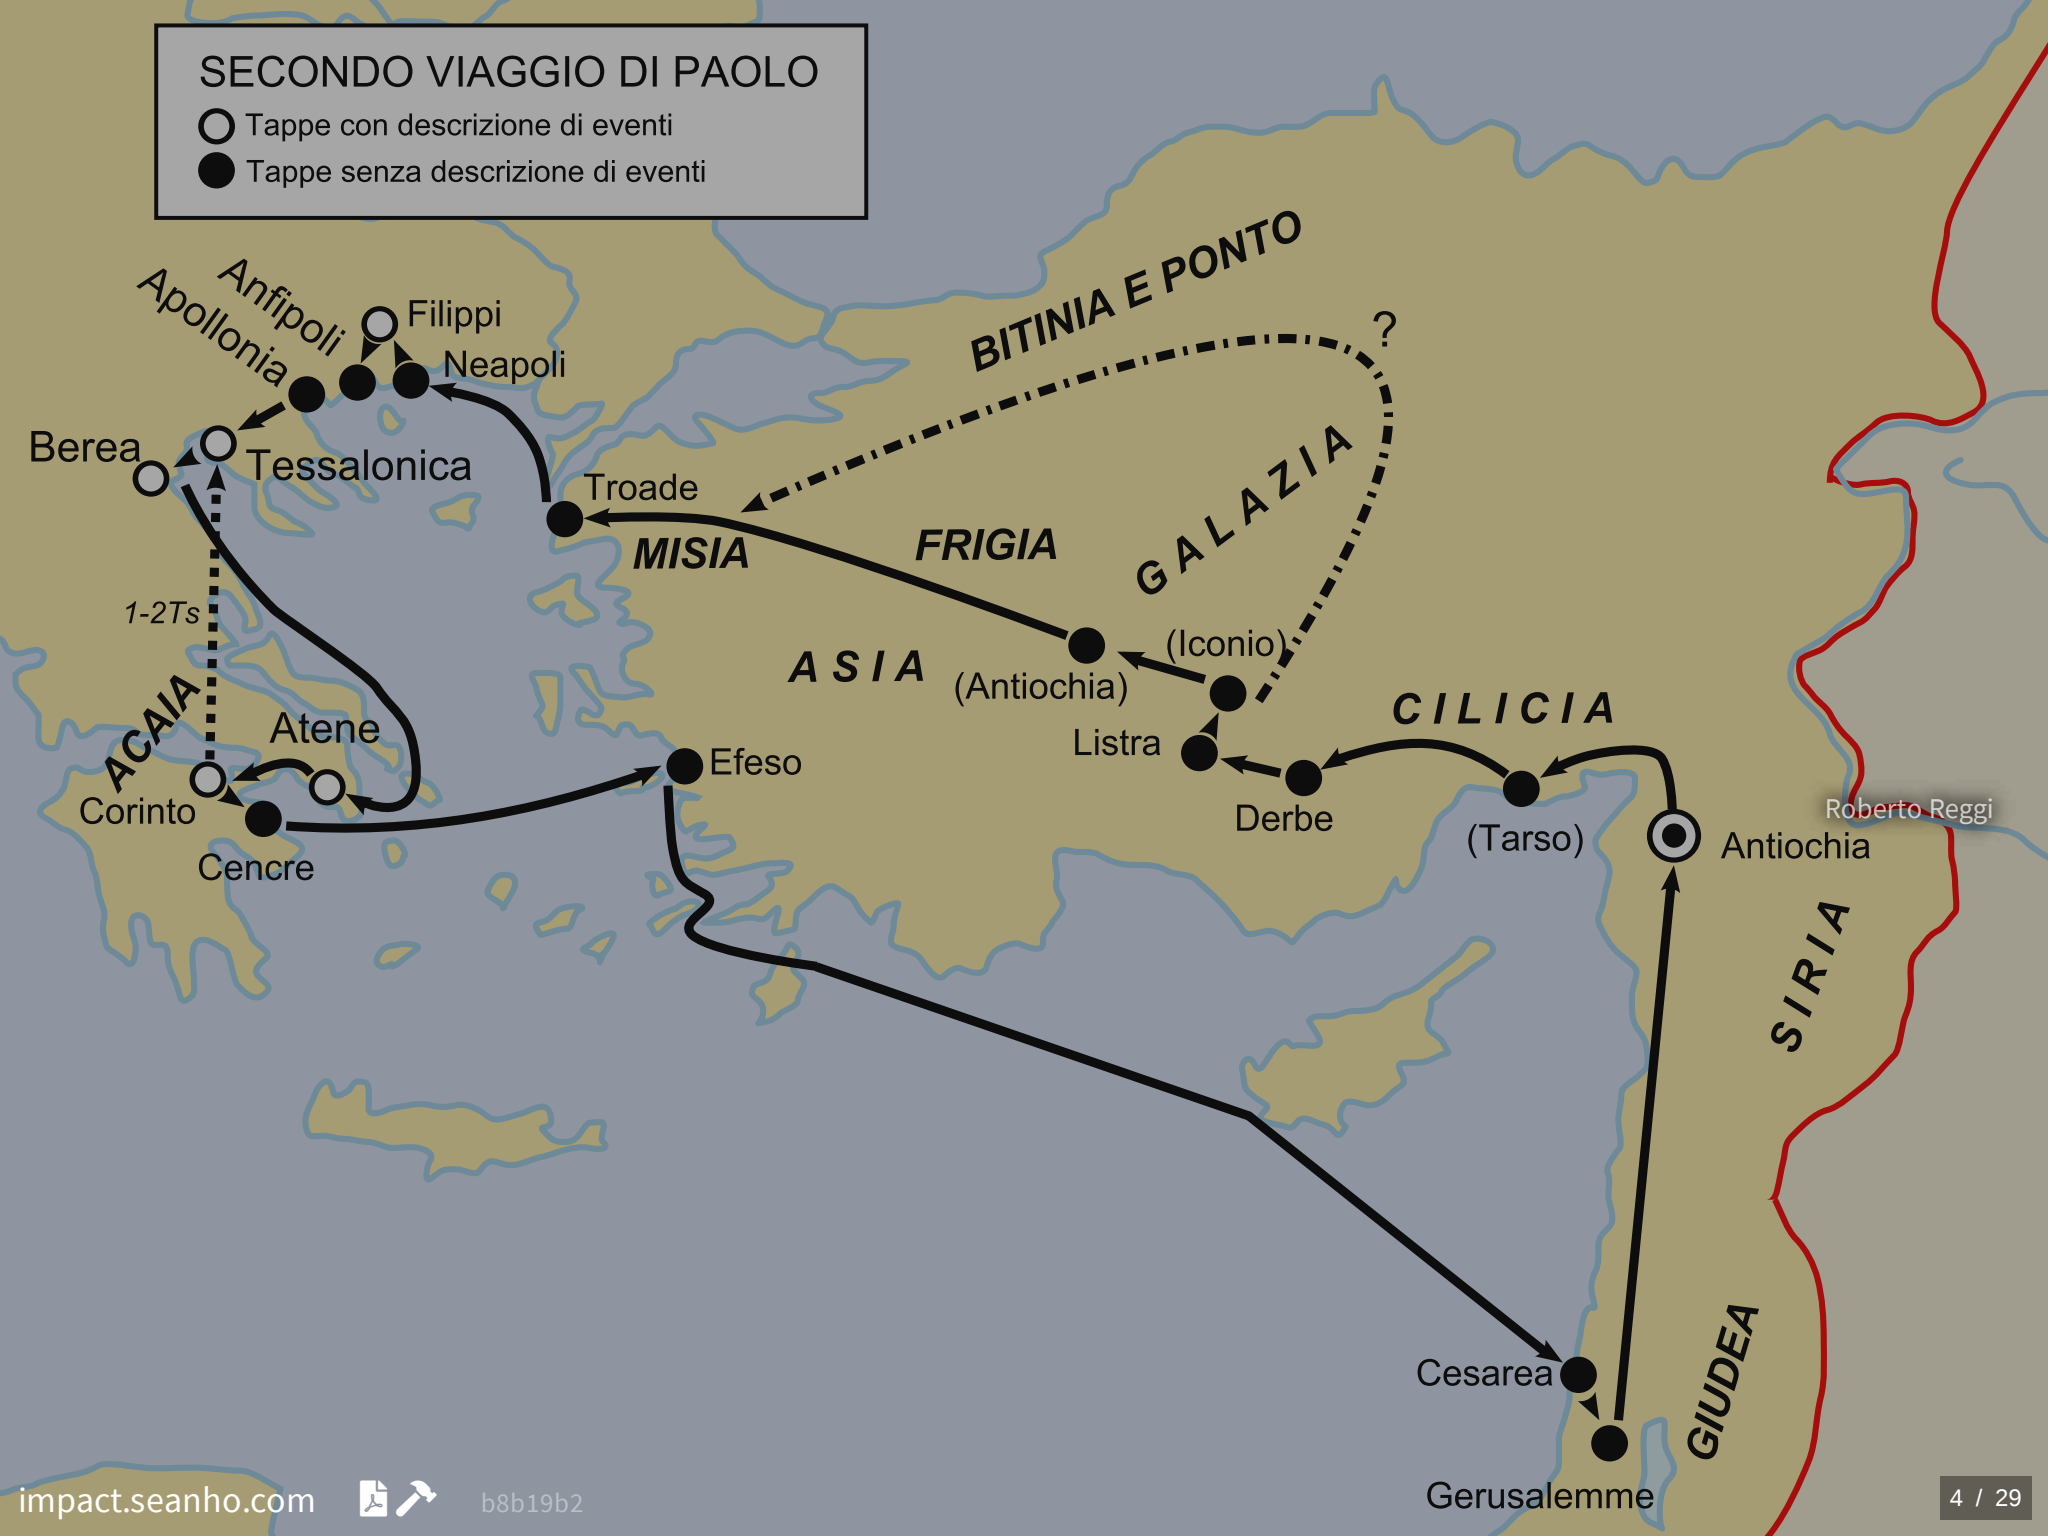 SECONDO VIAGGIO DI PAOLO
Tappe con descrizione di eventi
Tappe senza descrizione di eventi
BITINIA E PONTO
?
Anfipoli
Apollonia
Filippi
Neapoli
Berea
Tessalonica
Troade
MISIA
FRIGIA
GALAZIA
1-2Ts
ASIA
(Iconio)
(Antiochia)
CILICIA
ACAIA
Atene
Listra
Efeso
Corinto
Derbe
(Tarso)
Roberto Reggi
Antiochia
Cencre
SIRIA
Cesarea
GIUDEA
Gerusalemme
impact.seanho.com
b8b19b2
4 / 29